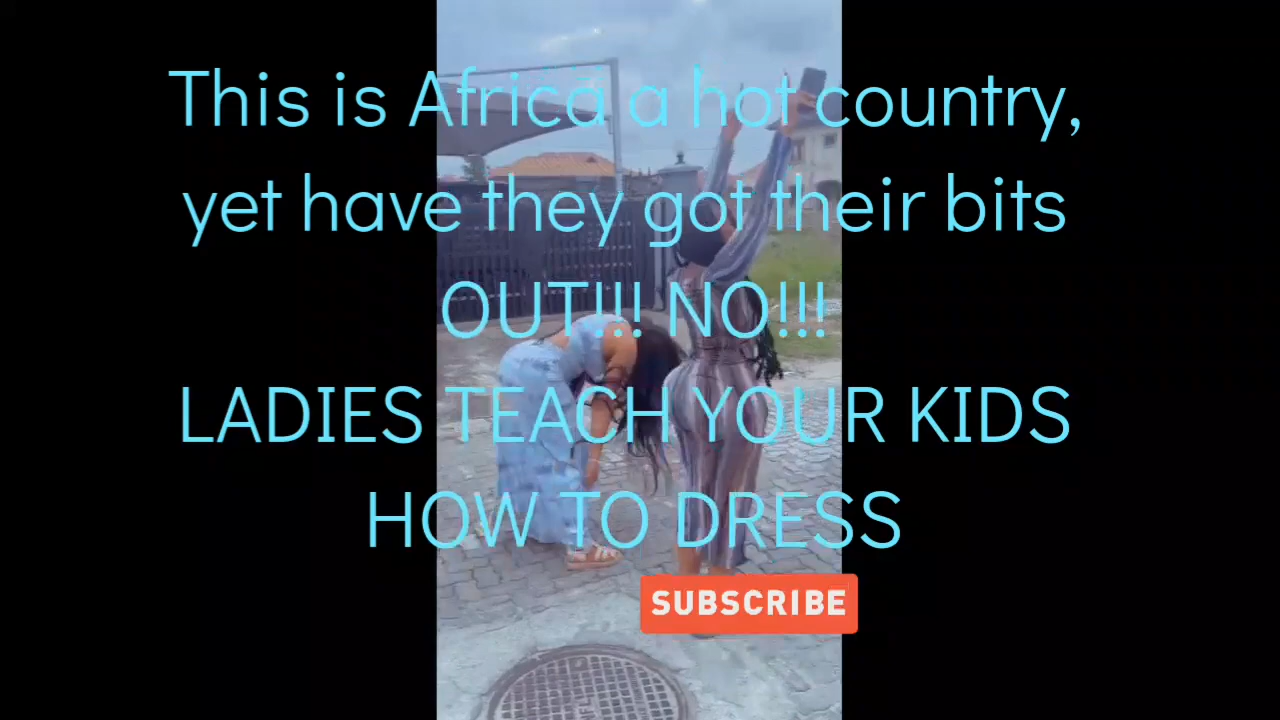 This is Africa a hot country,
yet have they got their bits
OUT!!! NO!!!
LADIES TEACH YOUR KIDS
HOW TO DRESS
SUBSCRIBE